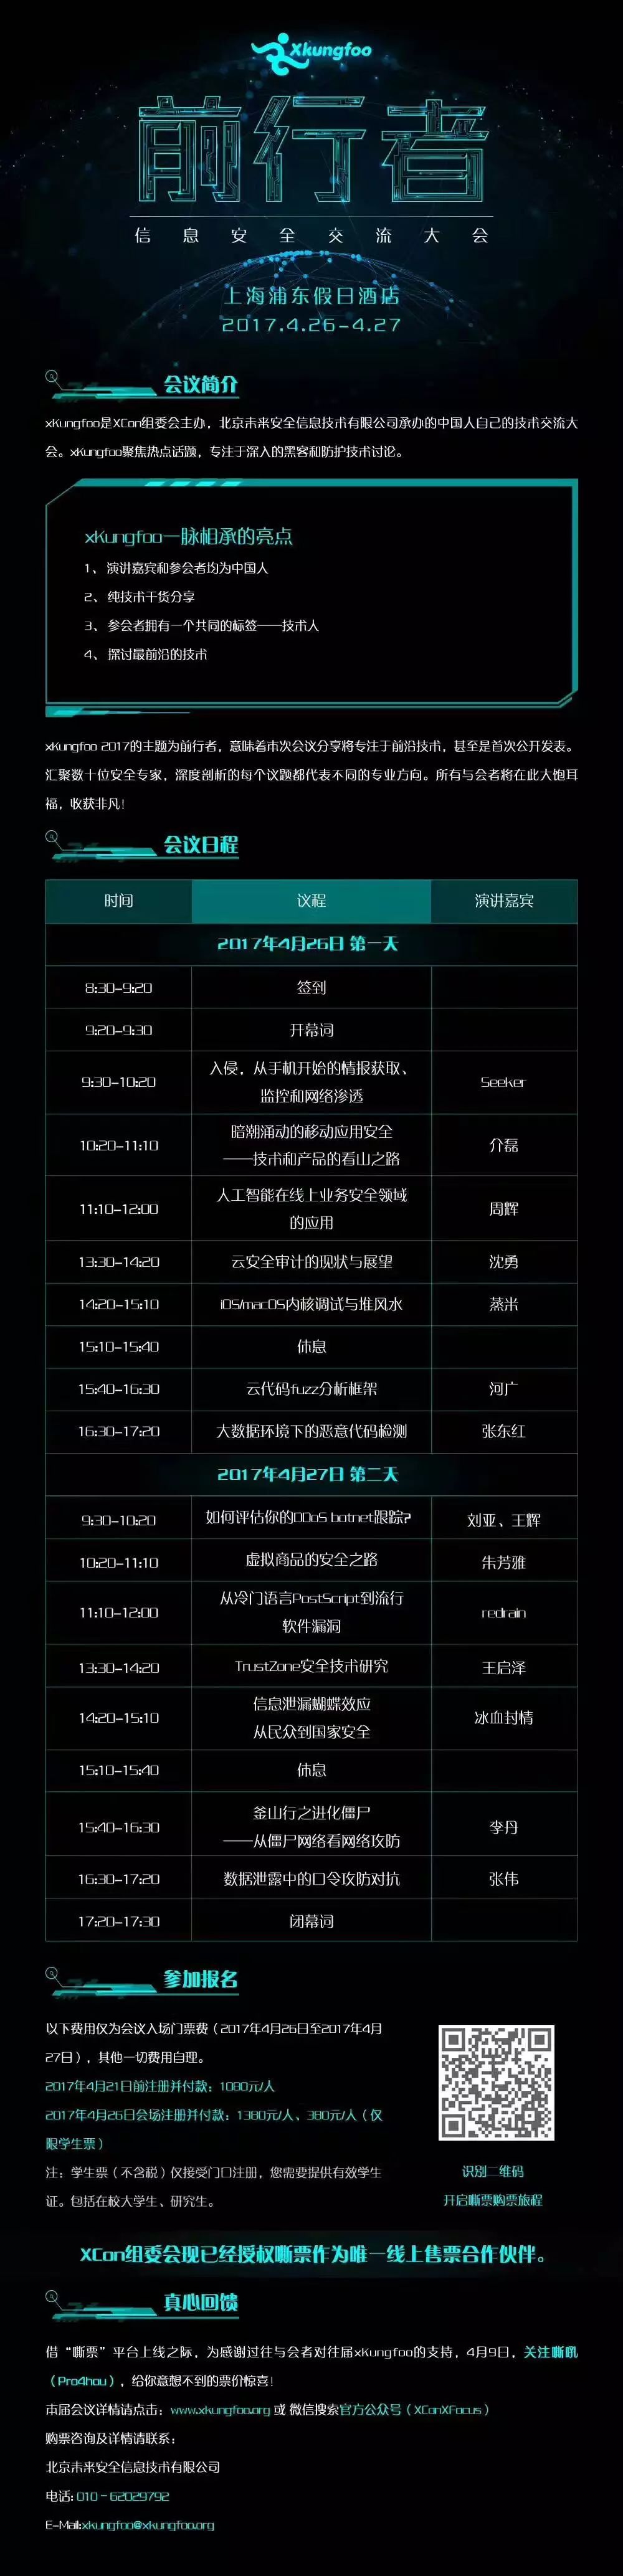 Xkungfoo
前行者
信息安全交流大会
上海浦东假日酒店
2017.4.26-4.27
会议简介
xKungfoo是XCon组委会主办，北京未来安全信息技术有限公司承办的中国人自己的技术交流大
会。xKungfoo聚焦热点话题，专注于深入的黑客和防护技术讨论。
xKungfoo一脉相承的亮点
1、 演讲嘉宾和参会者均为中国人
2、 纯技术干货分享
3、 参会者拥有一个共同的标签——技术人
4、 探讨最前沿的技术
xKungfoo 2017的主题为前行者，意味着本次会议分享将专注于前沿技术，甚至是首次公开发表。
汇聚数十位安全专家，深度剖析的每个议题都代表不同的专业方向。所有与会者将在此大饱耳
福，收获非凡！
会议日程
时间 议程 演讲嘉宾
2017年4月26日 第一天
8:30-9:20 签到
9:20-9:30 开幕词
9:30-10:20 入侵，从手机开始的情报获取、
监控和网络渗透 Seeker
10:20-11:10 暗潮涌动的移动应用安全
——技术和产品的看山之路 介磊
11:10-12:00 人工智能在线上业务安全领域
的应用 周辉
13:30-14:20 云安全审计的现状与展望 沈勇
14:20-15:10 iOS/macOS内核调试与堆风水 蒸米
15:10-15:40 休息
15:40-16:30 云代码fuzz分析框架 河广
16:30-17:20 大数据环境下的恶意代码检测 张东红
2017年4月27日 第二天
9:30-10:20 如何评估你的DDoS botnet跟踪? 刘亚、王辉
10:20-11:10 虚拟商品的安全之路 朱芳雅
11:10-12:00 从冷门语言PostScript到流行
软件漏洞 redrain
13:30-14:20 TrustZone安全技术研究 王启泽
14:20-15:10 信息泄漏蝴蝶效应
从民众到国家安全 冰血封情
15:10-15:40 休息
15:40-16:30 釜山行之进化僵尸
——从僵尸网络看网络攻防 李丹
16:30-17:20 数据泄露中的口令攻防对抗 张伟
17:20-17:30 闭幕词
参加报名
以下费用仅为会议入场门票费（2017年4月26日至2017年4月
27日），其他一切费用自理。
2017年4月21日前注册并付款：1080元/人
2017年4月26日会场注册并付款：1380元/人、380元/人（仅
限学生票）
注：学生票（不含税）仅接受门口注册，您需要提供有效学生
证。包括在校大学生、研究生。
识别二维码
开启嘶票购票旅程
XCon组委会现已经授权嘶票作为唯一线上售票合作伙伴。
真心回馈
借“嘶票”平台上线之际，为感谢过往与会者对往届xKungfoo的支持，4月9日，关注嘶吼
（Pro4hou），给你意想不到的票价惊喜！
本届会议详情请点击：www.xkungfoo.org 或 微信搜索官方公众号（XConXFocus）
购票咨询及详情请联系：
北京未来安全信息技术有限公司
电话: 010 - 62029792
E-Mail:xkungfoo@xkungfoo.org